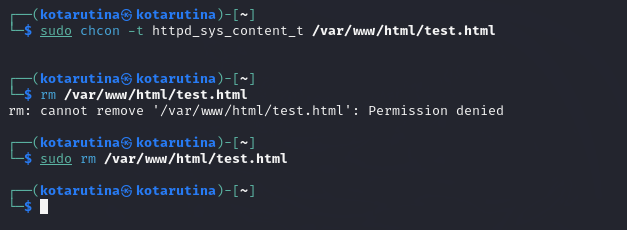 ┌──(kotarutina㉿kotarutina)-[~]
└─$ sudo chcon -t httpd_sys_content_t /var/www/html/test.html
┌──(kotarutina㉿kotarutina)-[~]
└─$ rm /var/www/html/test.html
rm: cannot remove '/var/www/html/test.html': Permission denied
┌──(kotarutina㉿kotarutina)-[~]
└─$ sudo rm /var/www/html/test.html
┌──(kotarutina㉿kotarutina)-[~]
└─$